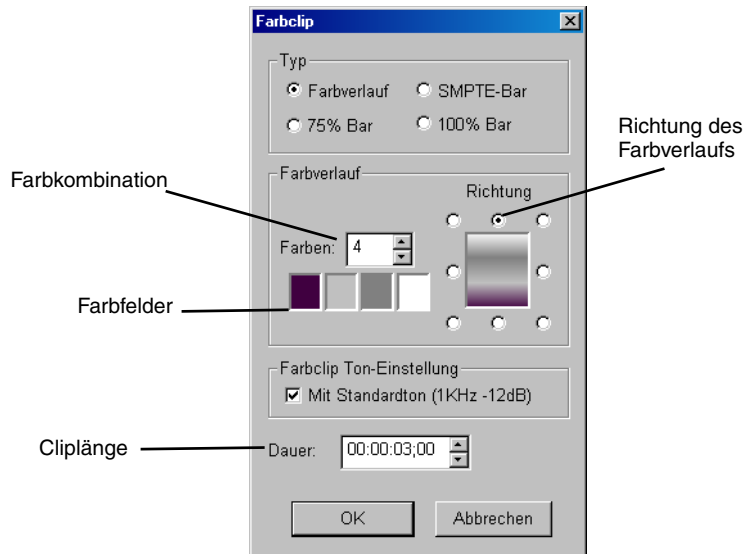 Farbclip
Typ
Farbverlauf
SMPTE-Bar
75% Bar
100% Bar
Richtung des
Farbverlaufs
Farbkombination
Farbverlauf
Richtung
Farben: 4
Farbfelder
Farbclip Ton-Einstellung
Mit Standardton (1KHz -12dB)
Cliplänge
Dauer: 00:00:03;00
OK
Abbrechen